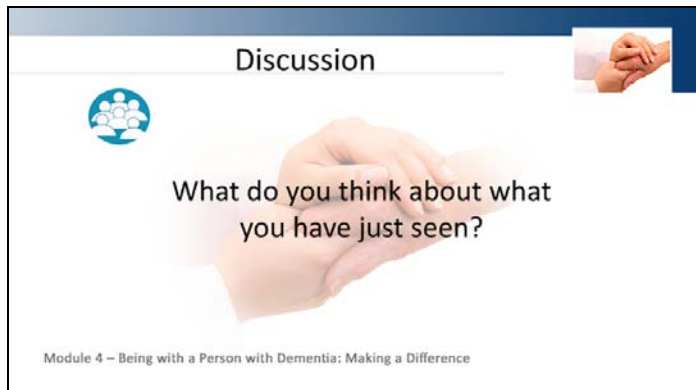 Discussion
What do you think about what
you have just seen?
Module 4 – Being with a Person with Dementia: Making a Difference